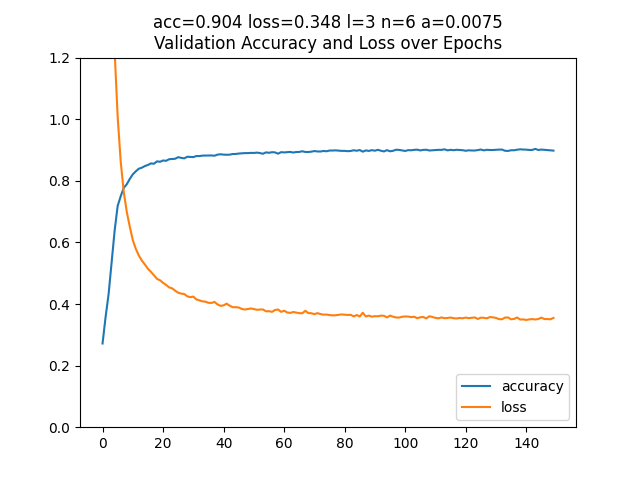 acc=0.904 loss=0.348 l=3 n=6 a=0.0075
Validation Accuracy and Loss over Epochs
1.2
1.0
0.8
0.6
0.4
0.2
0.0
accuracy
loss
0 20 40 60 80 100 120 140